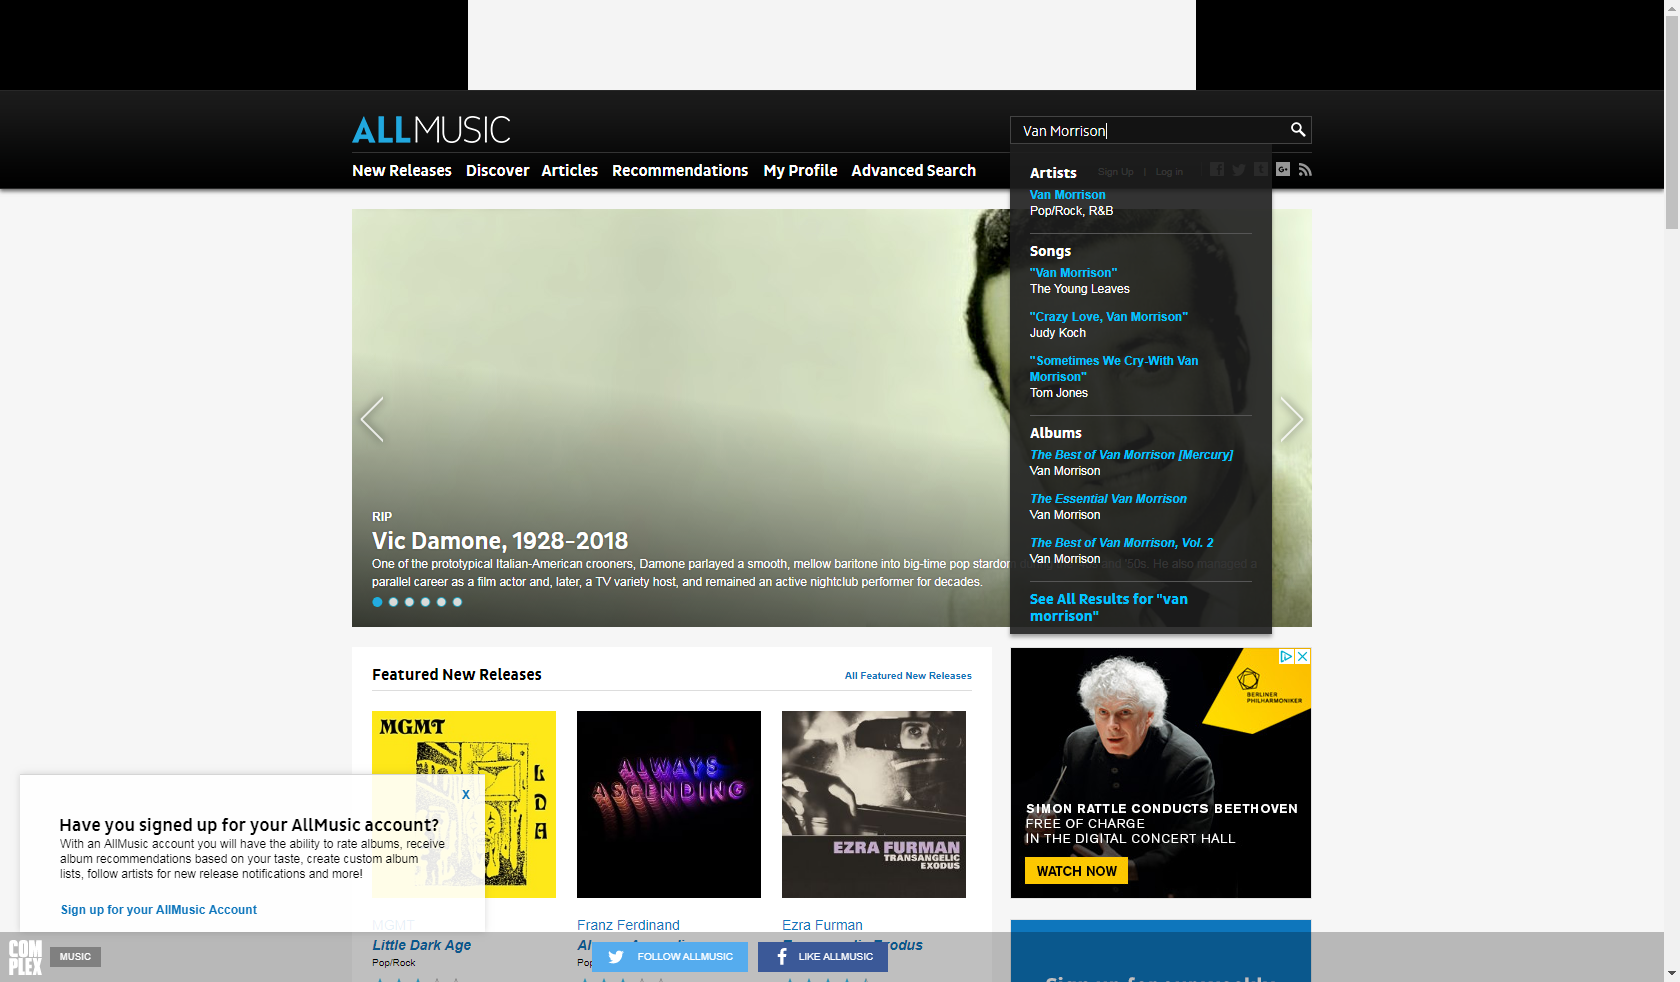 ALLMUSIC
Van Morrison
New Releases Discover Articles Recommendations My Profile Advanced Search
Sign Up | Log in
Artists
Van Morrison
Pop/Rock, R&B
Songs
"Van Morrison"
The Young Leaves
"Crazy Love, Van Morrison"
Judy Koch
"Sometimes We Cry-With Van
Morrison"
Tom Jones
Albums
The Best of Van Morrison [Mercury]
Van Morrison
The Essential Van Morrison
Van Morrison
The Best of Van Morrison, Vol. 2
Van Morrison
See All Results for "van
morrison"
RIP
Vic Damone, 1928-2018
One of the prototypical Italian-American crooners, Damone parlayed a smooth, mellow baritone into big-time pop stardom and '50s. He also managed a
parallel career as a film actor and, later, a TV variety host, and remained an active nightclub performer for decades.
Featured New Releases
All Featured New Releases
MGMT
L
D
A
ALWAYS
ASCENDING
EZRA FURMAN
TRANSANGELIC
EXODUS
BERLINER
PHILHARMONIKER
SIMON RATTLE CONDUCTS BEETHOVEN
FREE OF CHARGE
IN THE DIGITAL CONCERT HALL
WATCH NOW
X
Have you signed up for your AllMusic account?
With an AllMusic account you will have the ability to rate albums, receive
album recommendations based on your taste, create custom album
lists, follow artists for new release notifications and more!
Sign up for your AllMusic Account
MGMT
Little Dark Age
Pop/Rock
Franz Ferdinand
Ezra Furman
Exodus
COM
PLEX
MUSIC
FOLLOW ALLMUSIC
LIKE ALLMUSIC